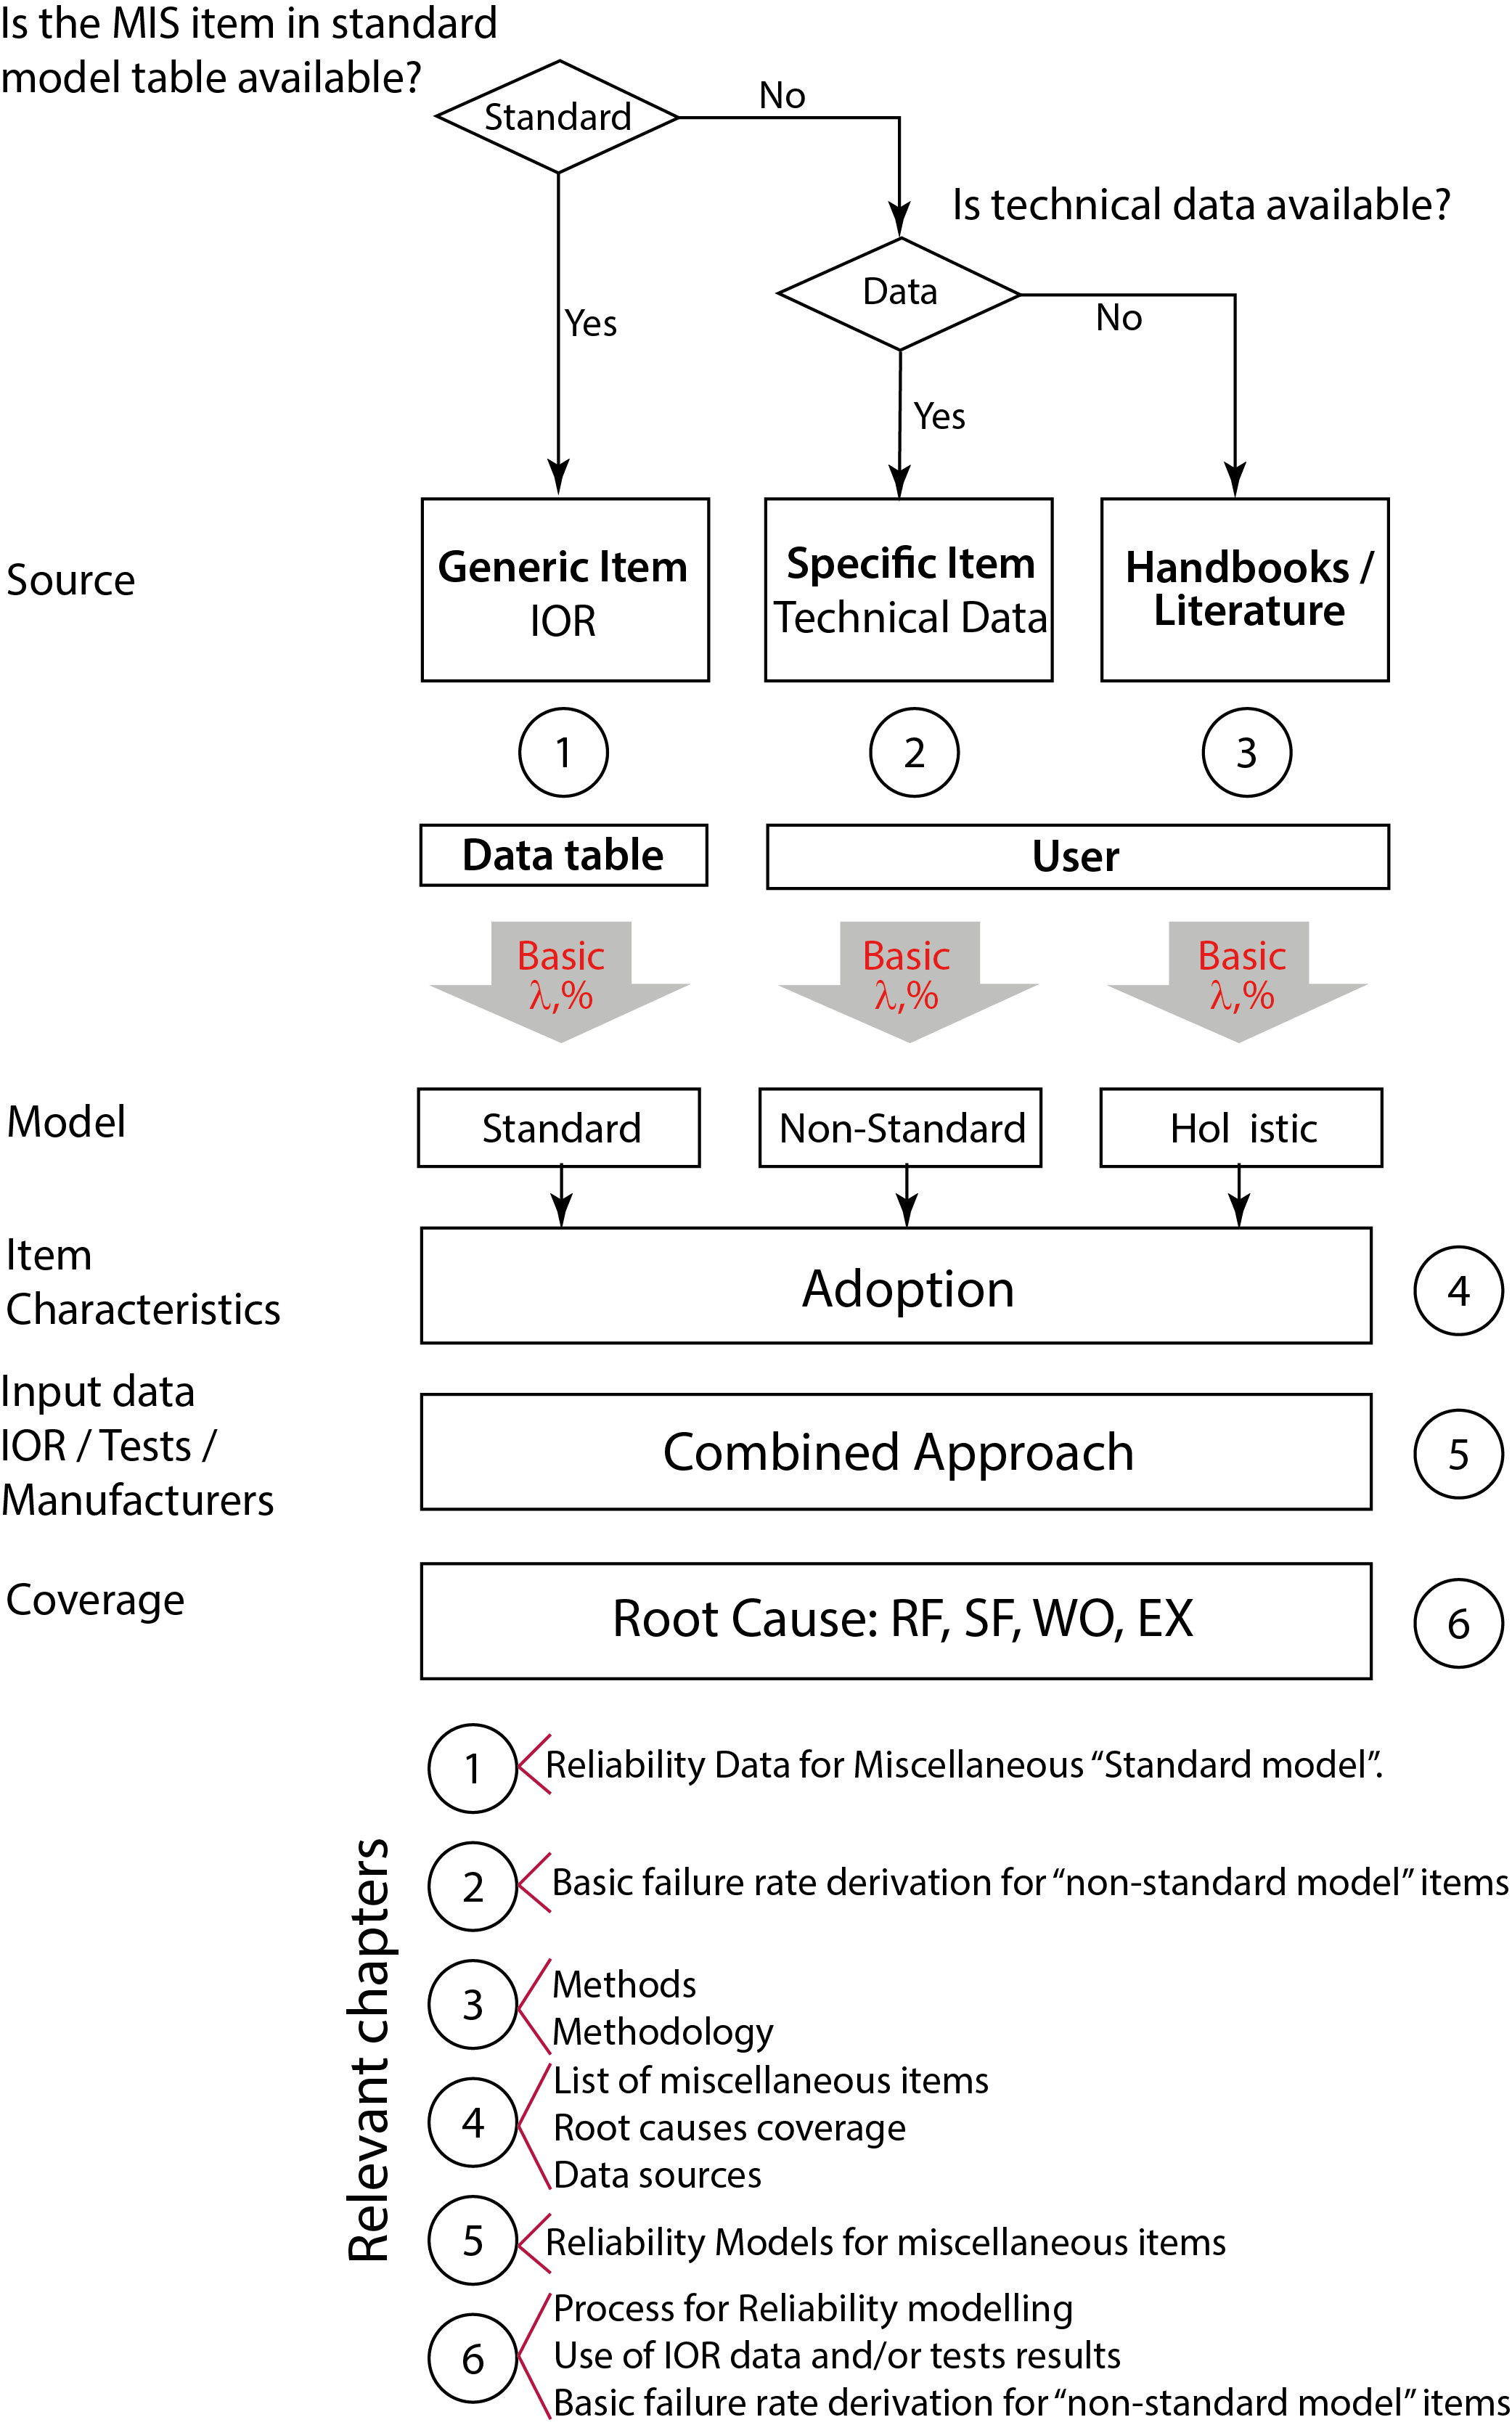 Is the MIS item in standard
model table available?
Standard
No
Is technical data available?
Data
No
Yes
Yes
Source
Generic Item
IOR
Specific Item
Technical Data
Handbooks /
Literature
1
2
3
Data table
User
Basic
λ,%
Basic
λ,%
Basic
λ,%
Model
Standard
Non-Standard
Hol istic
Item
Characteristics
Adoption
4
Input data
IOR / Tests /
Manufacturers
Combined Approach
5
Coverage
Root Cause: RF, SF, WO, EX
6
Relevant chapters
1
Reliability Data for Miscellaneous “Standard model”.
2
Basic failure rate derivation for “non-standard model” items
3
Methods
Methodology
4
List of miscellaneous items
Root causes coverage
Data sources
5
Reliability Models for miscellaneous items
6
Process for Reliability modelling
Use of IOR data and/or tests results
Basic failure rate derivation for “non-standard model” items